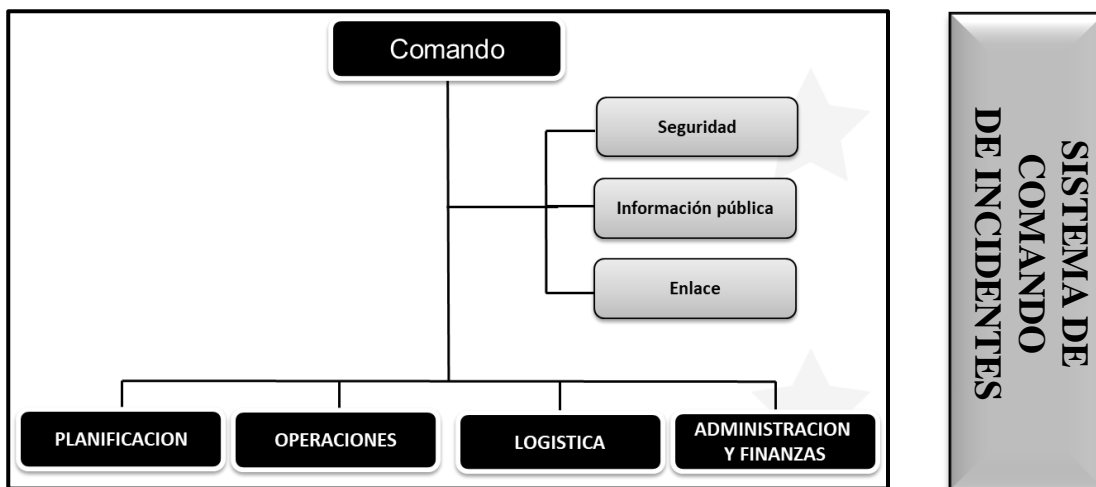 Comando
Seguridad
Información pública
Enlace
PLANIFICACION
OPERACIONES
LOGISTICA
ADMINISTRACION
Y FINANZAS
SISTEMA DE
COMANDO
DE INCIDENTES